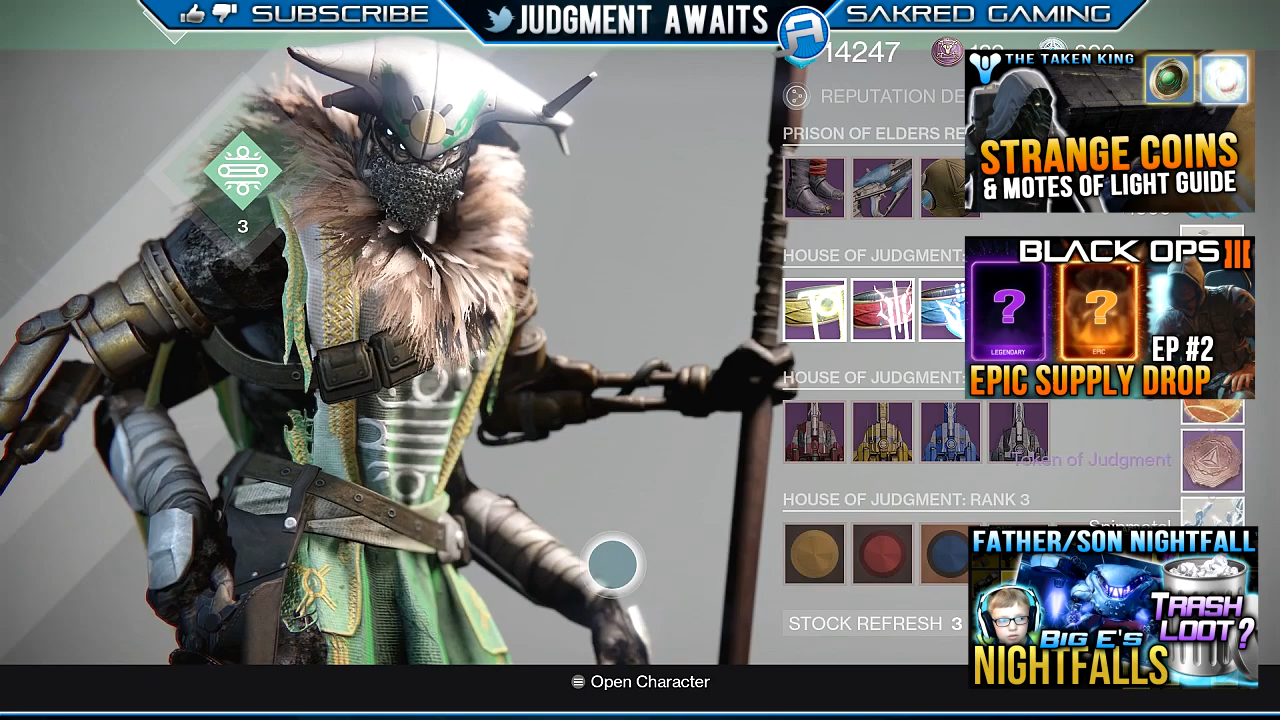 SUBSCRIBE
JUDGMENT AWAITS
SAKRED GAMING
14247
REPUTATION DE
PRISON OF ELDERS RE
HOUSE OF JUDGMENT:
HOUSE OF JUDGMENT:
Token of Judgment
HOUSE OF JUDGMENT: RANK 3
STOCK REFRESH 3
3
Open Character
THE TAKEN KING
STRANGE COINS
& MOTES OF LIGHT GUIDE
BLACK OPS III
?
?
LEGENDARY
EPIC
EP #2
EPIC SUPPLY DROP
FATHER/SON NIGHTFALL
TRASH
LOOT?
BIG E'S
NIGHTFALLS